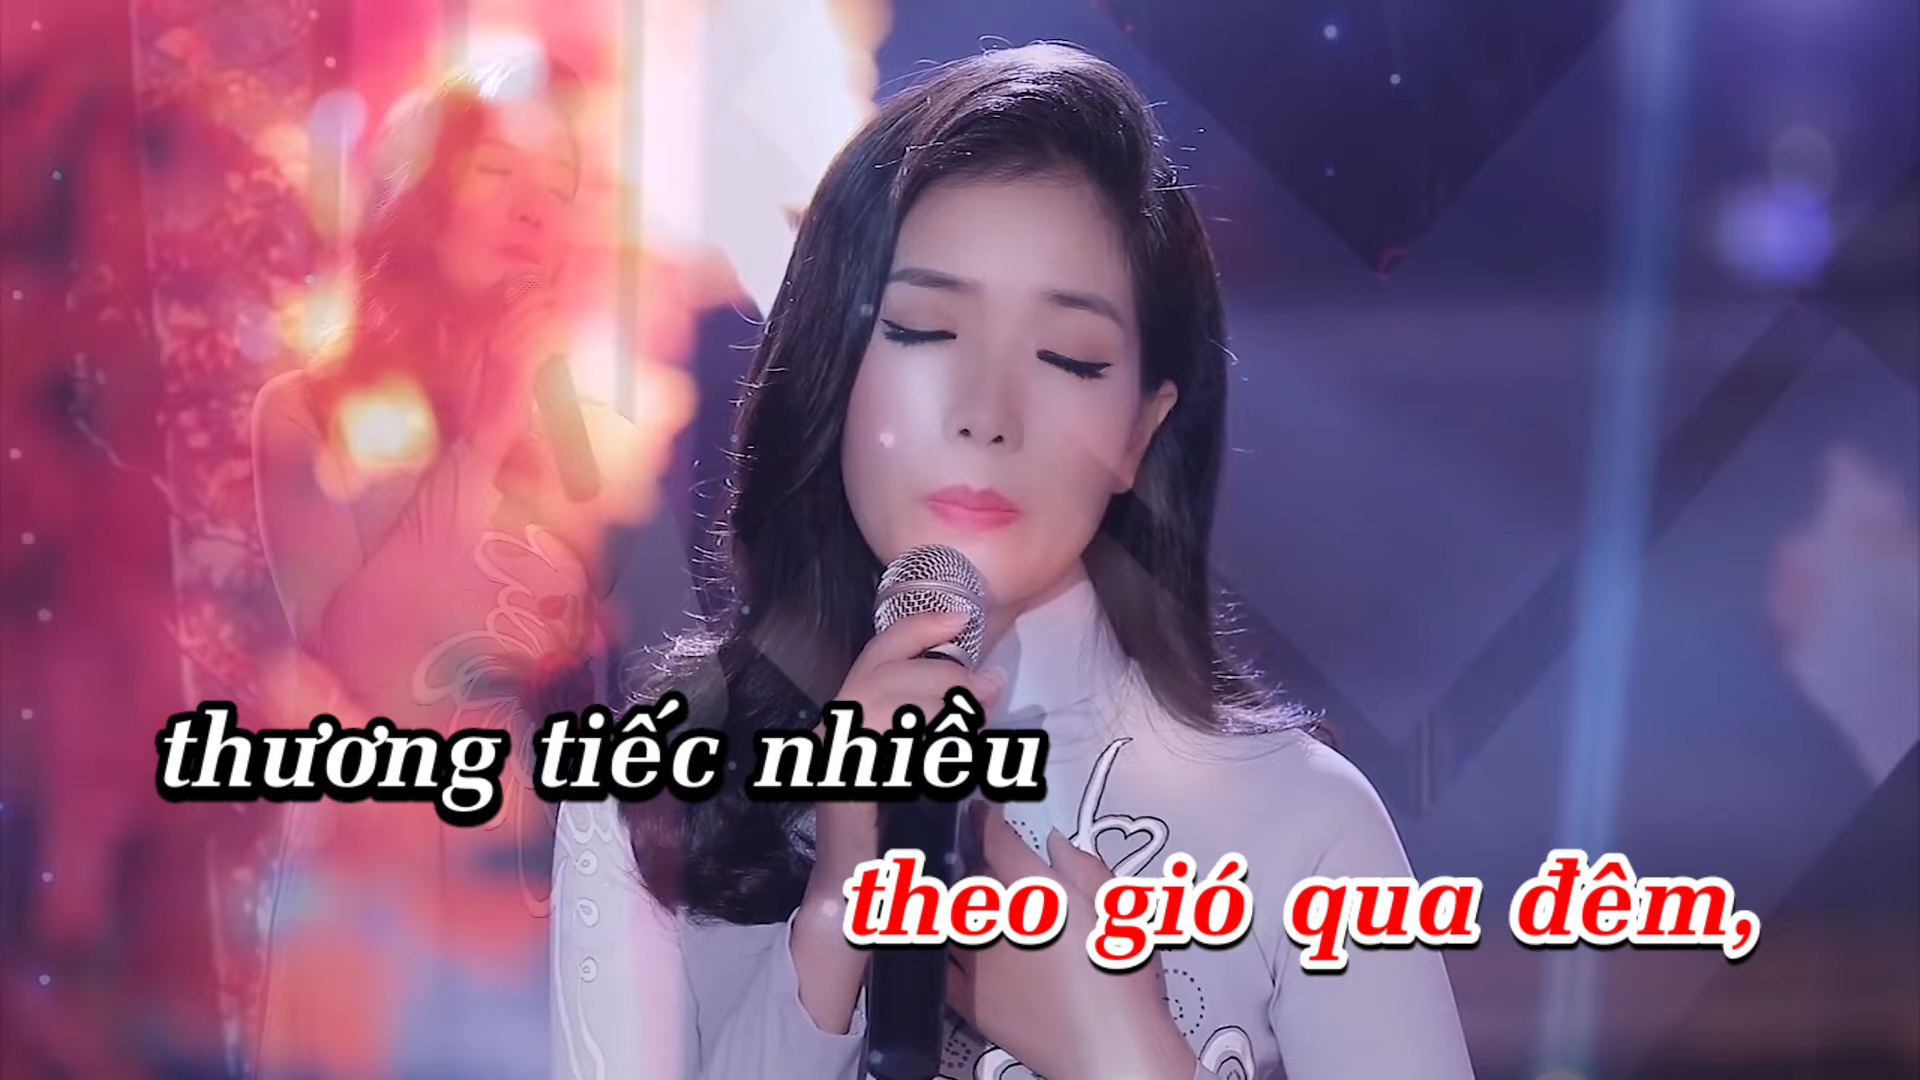 thương tiếc nhiều
theo gió qua đêm,